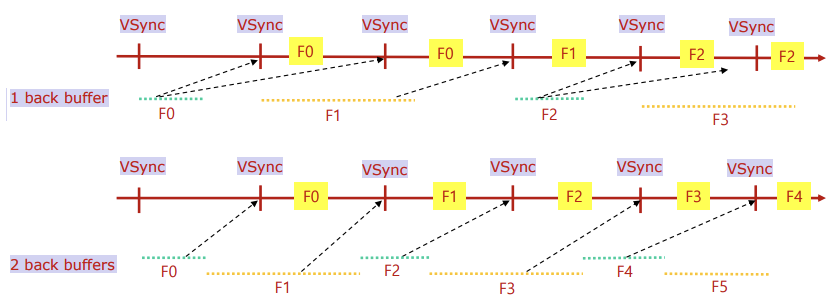 VSync VSync VSync VSync VSync VSync
F0 F0 F1 F2 F2
1 back buffer
F0 F1 F2 F3
VSync VSync VSync VSync VSync VSync
F0 F1 F2 F3 F4
2 back buffers
F0 F1 F2 F3 F4 F5